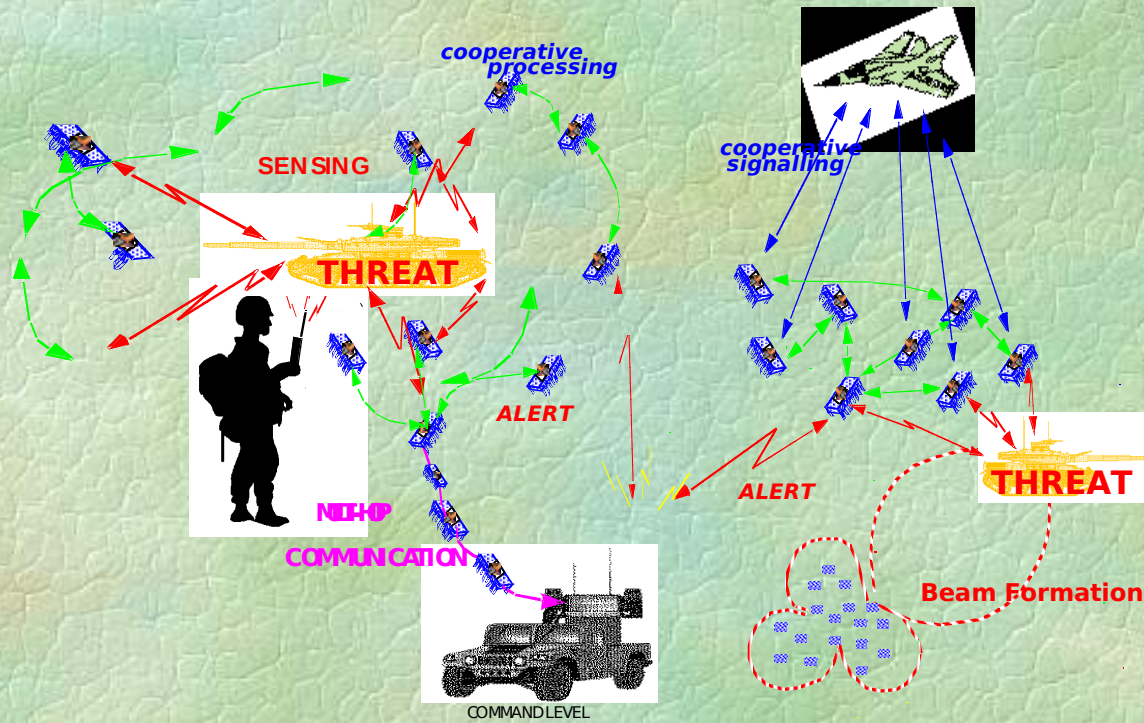 cooperative
processing
cooperative
signalling
SENSING
THREAT
ALERT
COMMUNICATION
ALERT
THREAT
Beam Formation
COMMAND LEVEL